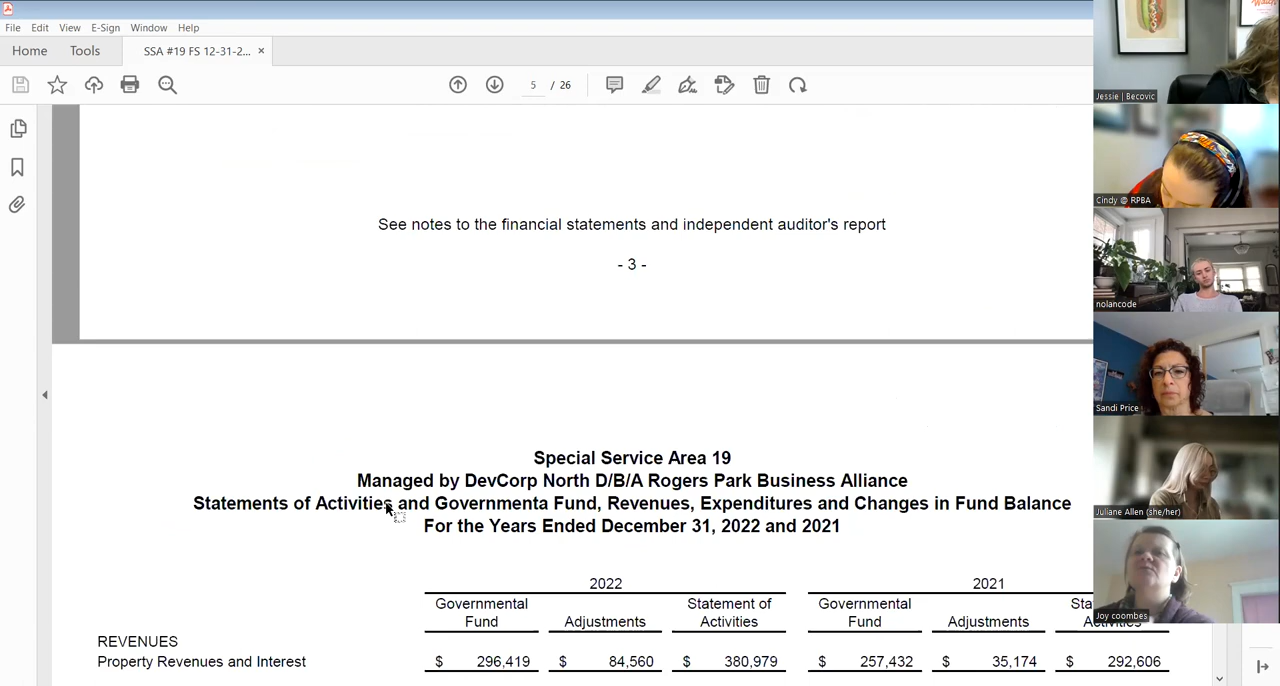 File Edit View E-Sign Window Help
Home Tools SSA #19 FS 12-31-2... ×
5 / 26
See notes to the financial statements and independent auditor's report
- 3 -
Special Service Area 19
Managed by DevCorp North D/B/A Rogers Park Business Alliance
Statements of Activities and Governmenta Fund, Revenues, Expenditures and Changes in Fund Balance
For the Years Ended December 31, 2022 and 2021
2022 2021
Governmental Statement of Governmental Sta
Fund Adjustments Activities Fund Adjustments Activities
REVENUES
Property Revenues and Interest $ 296,419 $ 84,560 $ 380,979 $ 257,432 $ 35,174 $ 292,606
Jessie | Becovic
Cindy @ RPBA
nolancode
Sandi Price
Juliane Allen (she/her)
Joy coombes